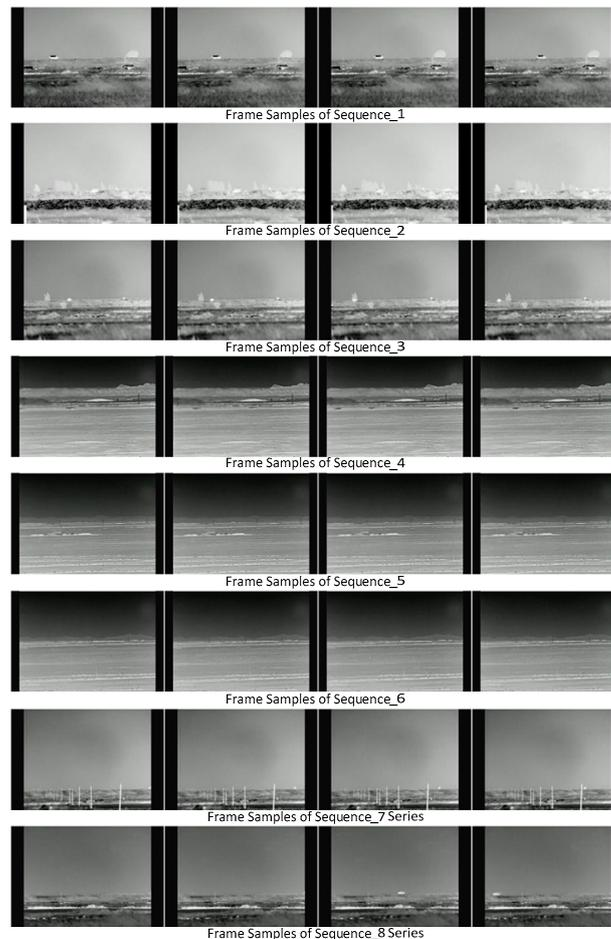 Frame Samples of Sequence_1
Frame Samples of Sequence_2
Frame Samples of Sequence_3
Frame Samples of Sequence_4
Frame Samples of Sequence_5
Frame Samples of Sequence_6
Frame Samples of Sequence_7 Series
Frame Samples of Sequence_8 Series